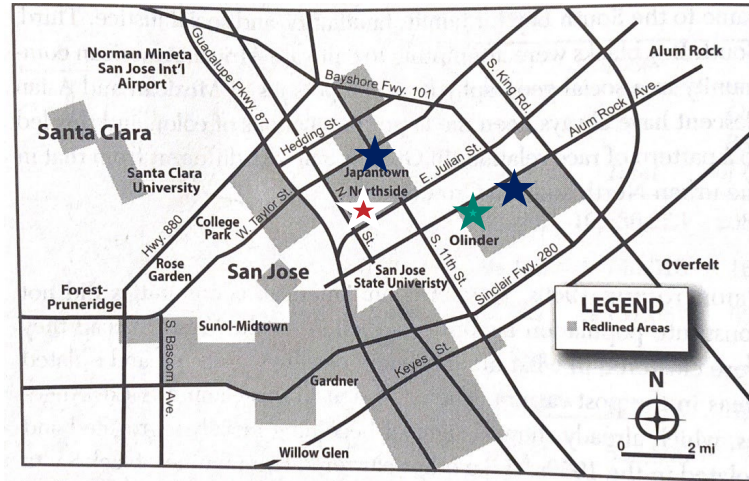 Norman Mineta
San Jose Int'l
Airport
Guadalupe Pkwy. 87
Bayshore Fwy. 101
S. King Rd.
Alum Rock
Alum Rock Ave.
Santa Clara
Hedding St.
Japantown
Northside
E. Julian St.
Santa Clara
University
College
Park
W. Taylor St.
N.
St.
Olinder
Hwy. 880
Rose
Garden
San Jose
San Jose
State Univeristy
S. 11th St.
Sinclair Fwy. 280
Overfelt
Forest-
Pruneridge
Sunol-Midtown
S. Bascom Ave.
Gardner
Keyes St.
Willow Glen
LEGEND
Redlined Areas
N
0 2 mi